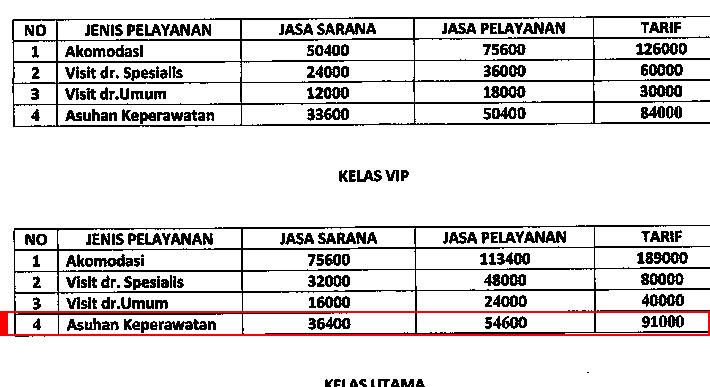 NO JENIS PELAYANAN JASA SARANA JASA PELAYANAN TARIF
1 Akomodasi 50400 75600 126000
2 Visit dr. Spesialis 24000 36000 60000
3 Visit dr.Umum 12000 18000 30000
4 Asuhan Keperawatan 33600 50400 84000
KELAS VIP
NO JENIS PELAYANAN JASA SARANA JASA PELAYANAN TARIF
1 Akomodasi 75600 113400 189000
2 Visit dr. Spesialis 32000 48000 80000
3 Visit dr.Umum 16000 24000 40000
4 Asuhan Keperawatan 36400 54600 91000
KELAS UTAMA